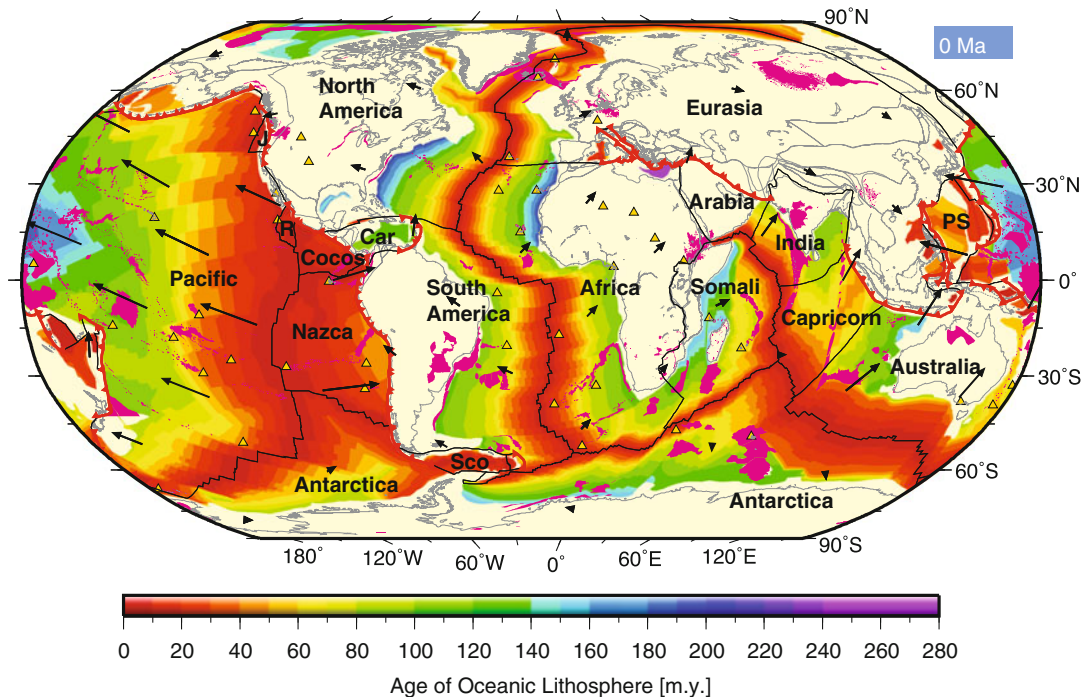 90˚N
0 Ma
60˚N
North
America
Eurasia
J
30˚N
Arabia
PS
R
Car
India
Cocos
0˚
Pacific
South
America
Africa
Somali
Nazca
Capricorn
Australia
30˚S
Sco
60˚S
Antarctica
Antarctica
90˚S
180˚
120˚W
60˚W
0˚
60˚E
120˚E
0 20 40 60 80 100 120 140 160 180 200 220 240 260 280
Age of Oceanic Lithosphere [m.y.]